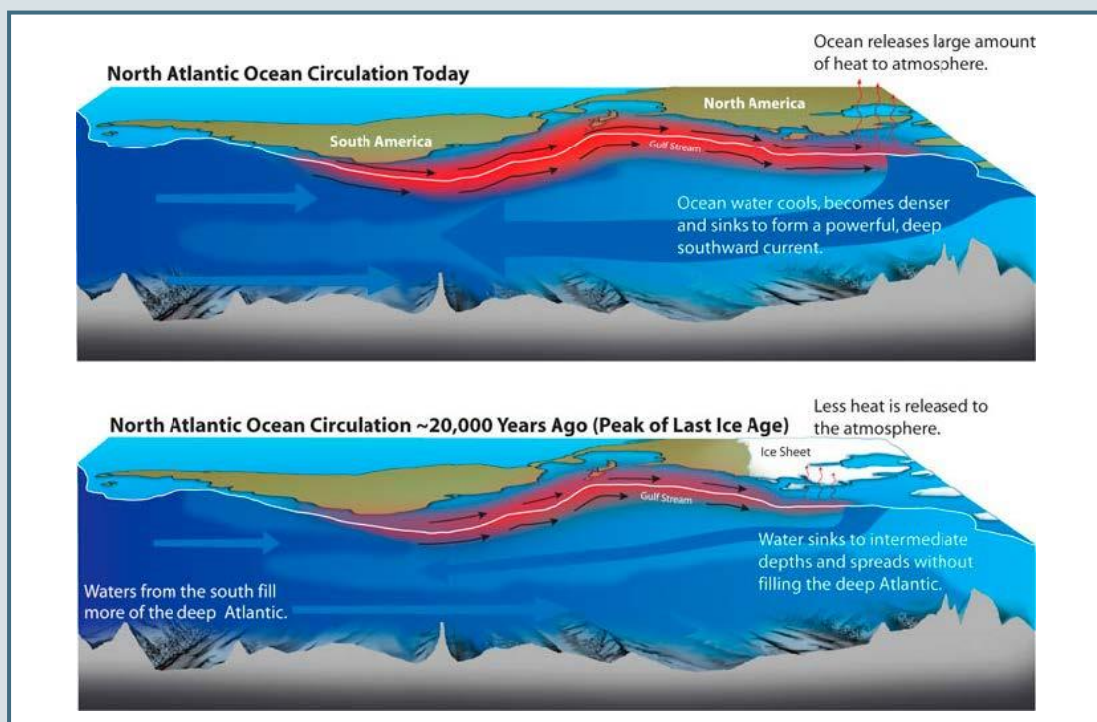 Ocean releases large amount
of heat to atmosphere.
North Atlantic Ocean Circulation Today
North America
South America
Gulf Stream
Ocean water cools, becomes denser
and sinks to form a powerful, deep
southward current.
Less heat is released to
the atmosphere.
North Atlantic Ocean Circulation ~20,000 Years Ago (Peak of Last Ice Age)
Ice Sheet
Gulf Stream
Water sinks to intermediate
depths and spreads without
filling the deep Atlantic.
Waters from the south fill
more of the deep Atlantic.